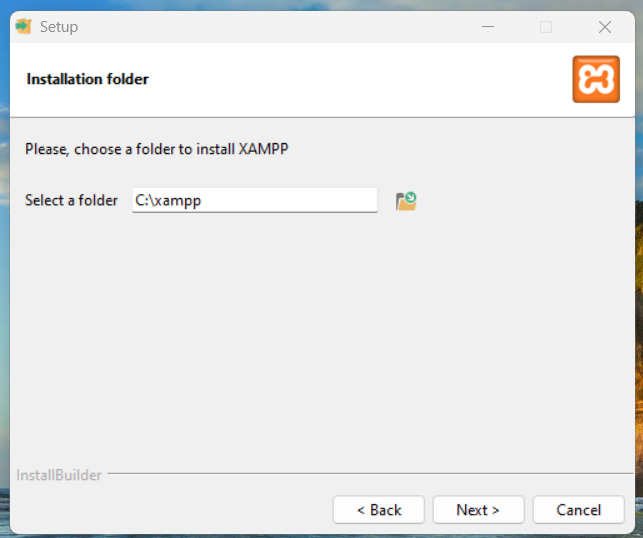 Setup
Installation folder
Please, choose a folder to install XAMPP
Select a folder C:\xampp
InstallBuilder
< Back Next > Cancel